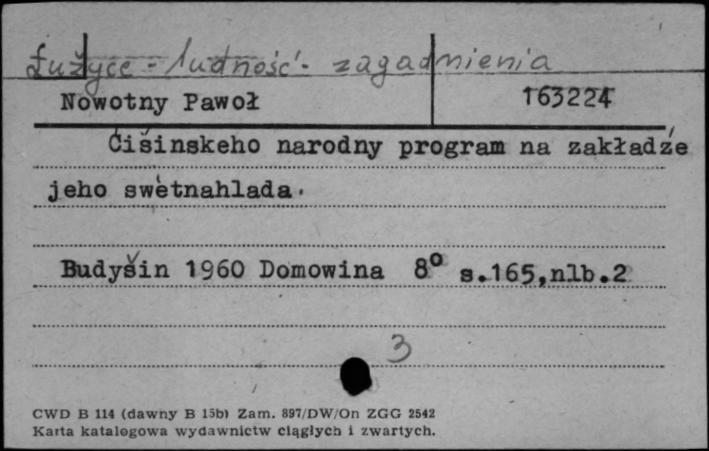 Łużyce - ludność - zagadnienia
Nowotny Pawoł 163224
Ćišinskeho narodny program na zakładźe
jeho swětnahlada.
Budyšin 1960 Domowina 8° s.165,nlb.2
3
CWD B 114 (dawny B 15b) Zam. 897/DW/On ZGG 2542
Karta katalogowa wydawnictw ciągłych i zwartych.